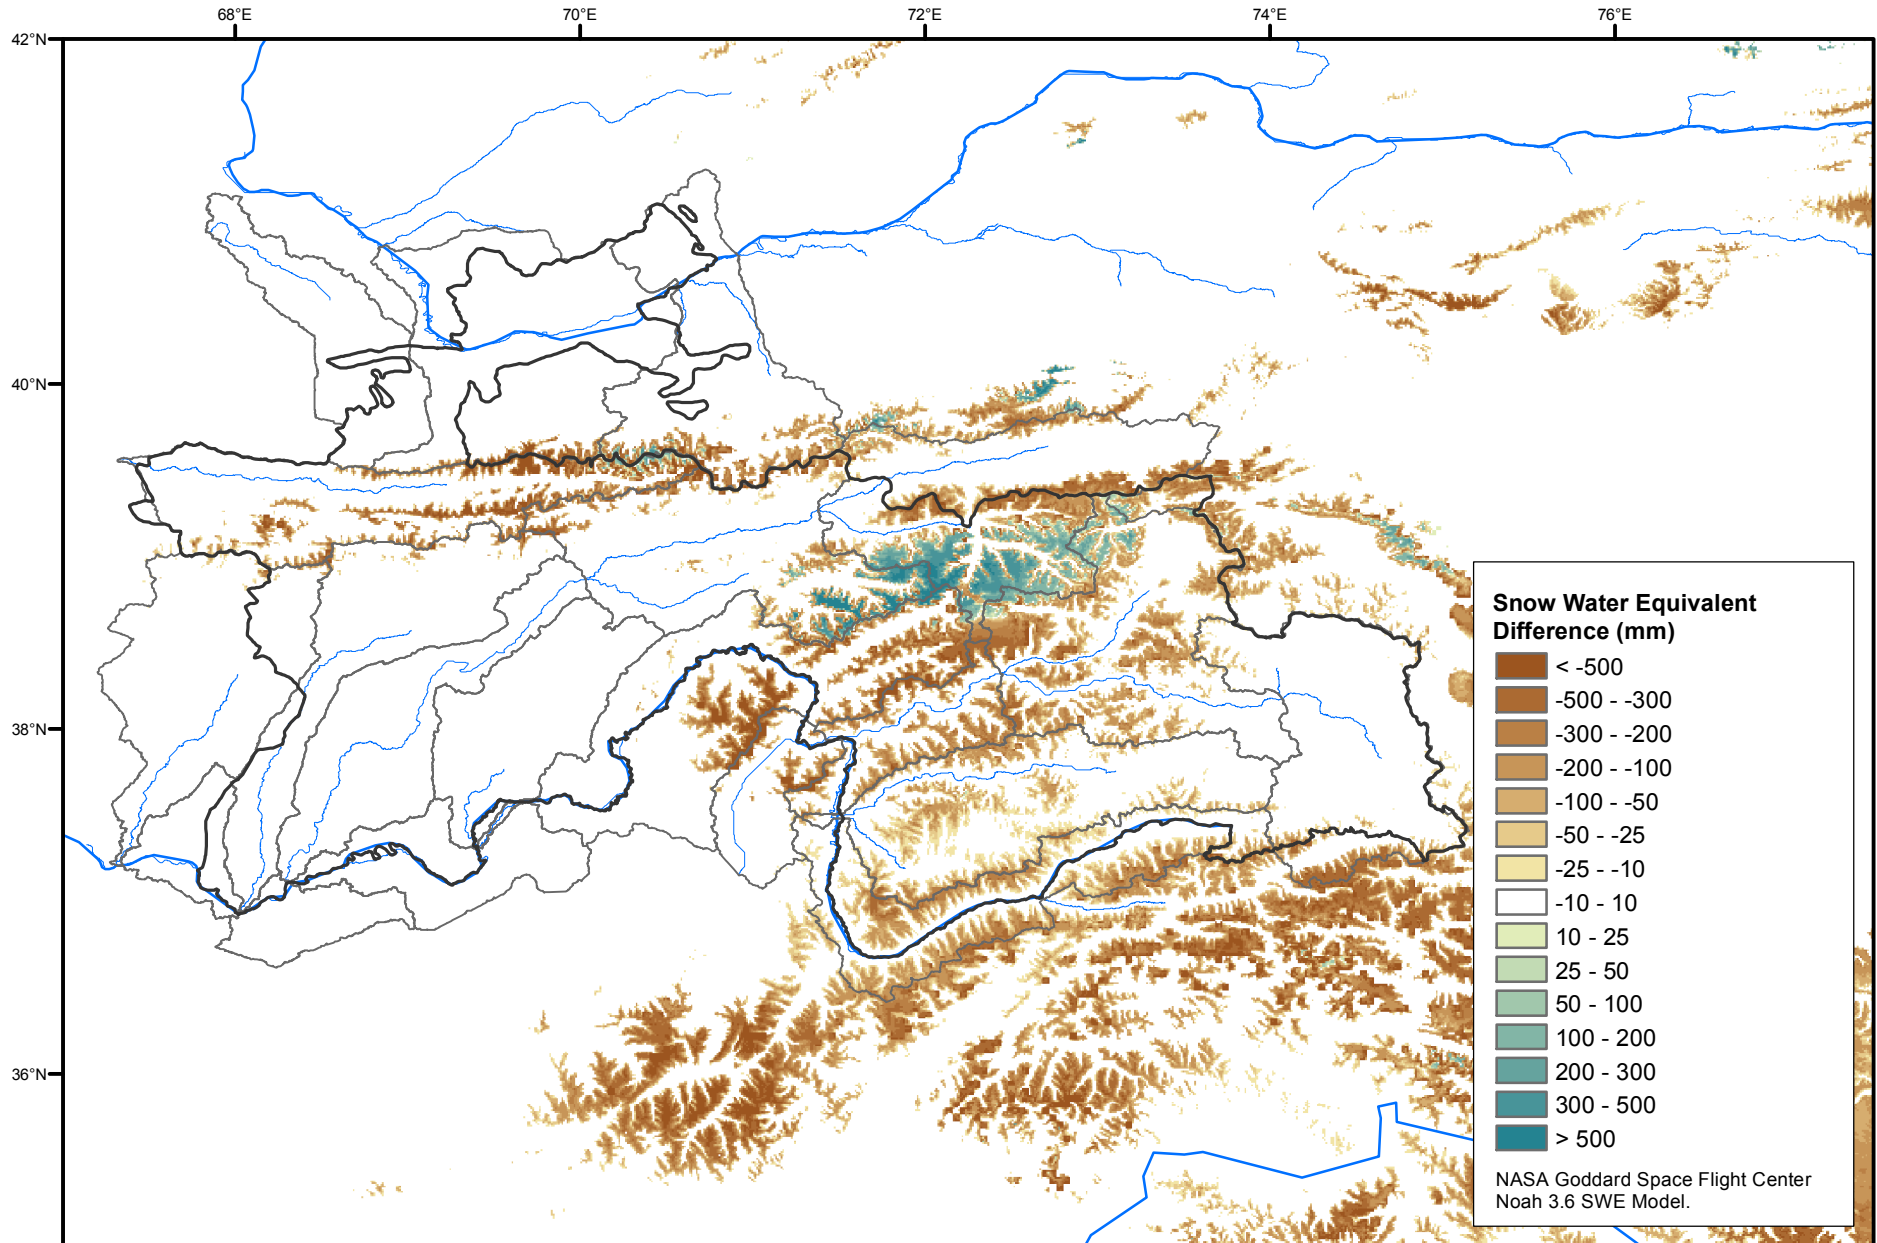 68°E
70°E
72°E
74°E
76°E
42°N
40°N
38°N
36°N
Snow Water Equivalent
Difference (mm)
< -500
-500 - -300
-300 - -200
-200 - -100
-100 - -50
-50 - -25
-25 - -10
-10 - 10
10 - 25
25 - 50
50 - 100
100 - 200
200 - 300
300 - 500
> 500
NASA Goddard Space Flight Center
Noah 3.6 SWE Model.